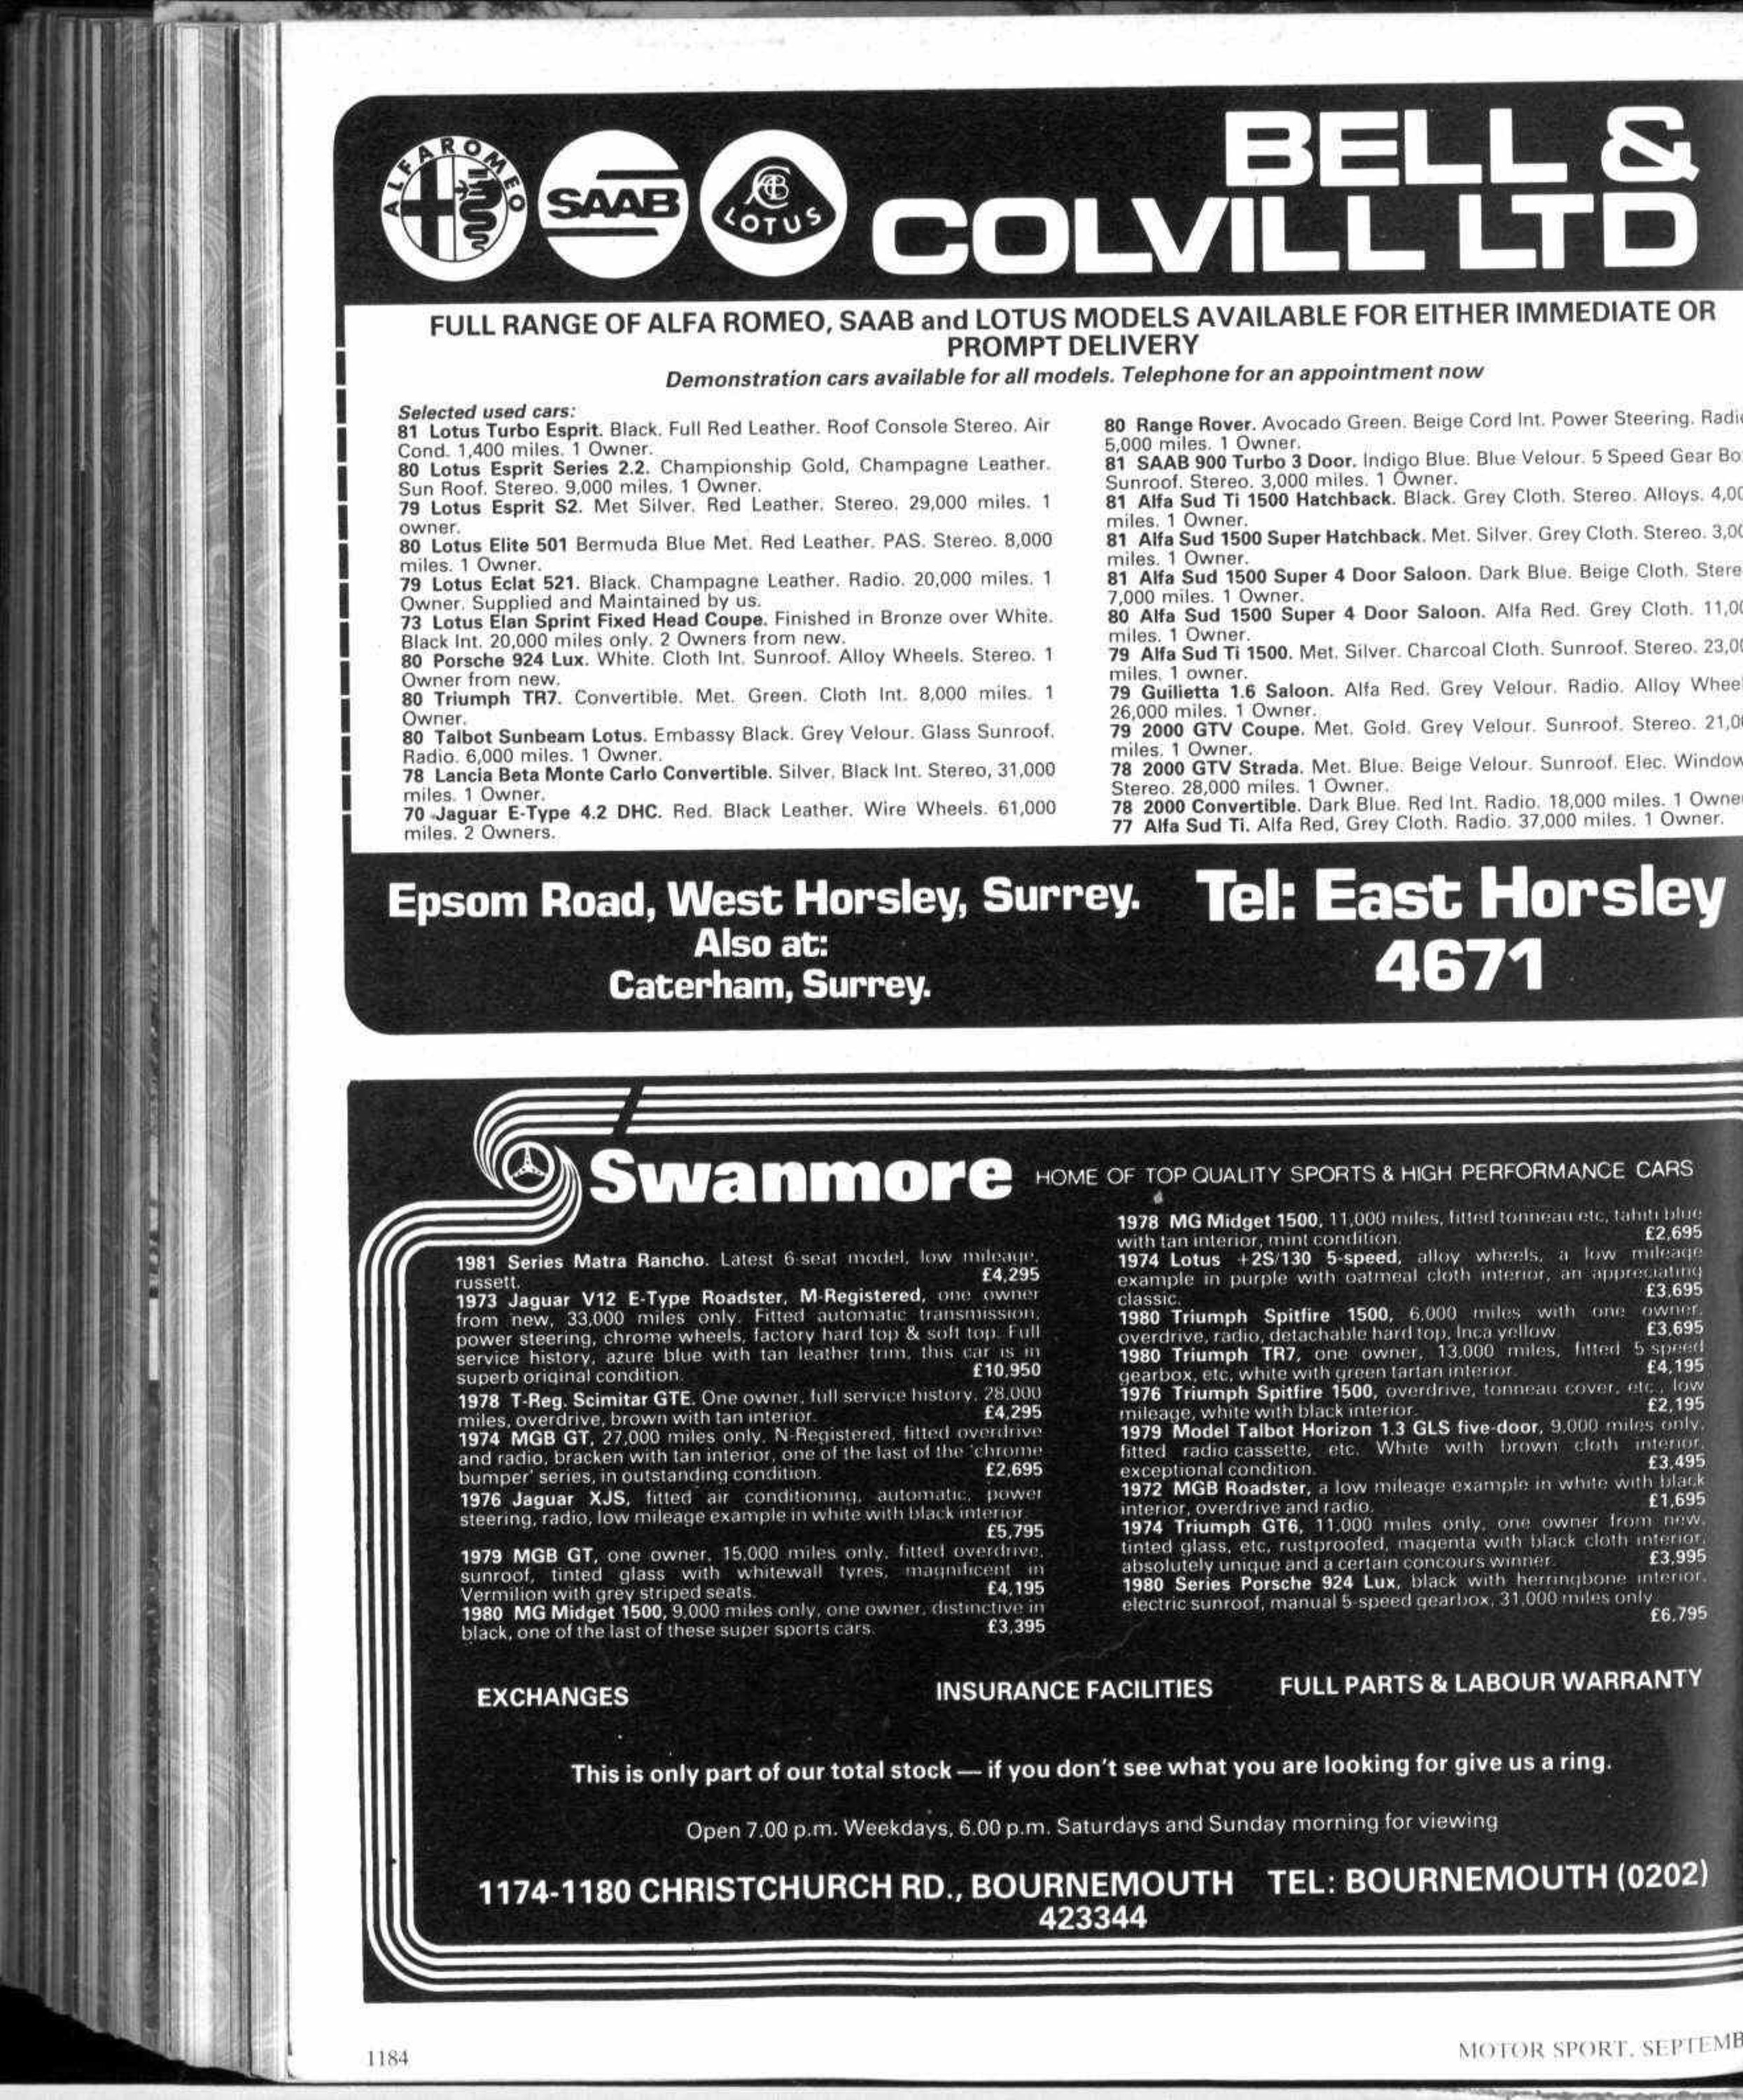 ALFA ROMEO
SAAB
LOTUS
BELL &
COLVILL LTD
FULL RANGE OF ALFA ROMEO, SAAB and LOTUS MODELS AVAILABLE FOR EITHER IMMEDIATE OR
PROMPT DELIVERY
Demonstration cars available for all models. Telephone for an appointment now
Selected used cars:
81 Lotus Turbo Esprit. Black. Full Red Leather. Roof Console Stereo. Air
Cond. 1,400 miles. 1 Owner.
80 Lotus Esprit Series 2.2. Championship Gold, Champagne Leather.
Sun Roof. Stereo. 9,000 miles. 1 Owner.
79 Lotus Esprit S2. Met Silver. Red Leather. Stereo. 29,000 miles. 1
owner.
80 Lotus Elite 501 Bermuda Blue Met. Red Leather. PAS. Stereo. 8,000
miles. 1 Owner.
79 Lotus Eclat 521. Black. Champagne Leather. Radio. 20,000 miles. 1
Owner. Supplied and Maintained by us.
73 Lotus Elan Sprint Fixed Head Coupe. Finished in Bronze over White.
Black Int. 20,000 miles only. 2 Owners from new.
80 Porsche 924 Lux. White. Cloth Int. Sunroof. Alloy Wheels. Stereo. 1
Owner from new.
80 Triumph TR7. Convertible. Met. Green. Cloth Int. 8,000 miles. 1
Owner.
80 Talbot Sunbeam Lotus. Embassy Black. Grey Velour. Glass Sunroof.
Radio. 6,000 miles. 1 Owner.
78 Lancia Beta Monte Carlo Convertible. Silver. Black Int. Stereo, 31,000
miles. 1 Owner.
70 Jaguar E-Type 4.2 DHC. Red. Black Leather. Wire Wheels. 61,000
miles. 2 Owners.
80 Range Rover. Avocado Green. Beige Cord Int. Power Steering. Radi
5,000 miles. 1 Owner.
81 SAAB 900 Turbo 3 Door. Indigo Blue. Blue Velour. 5 Speed Gear Bo
Sunroof. Stereo. 3,000 miles. 1 Owner.
81 Alfa Sud Ti 1500 Hatchback. Black. Grey Cloth. Stereo. Alloys. 4,00
miles. 1 Owner.
81 Alfa Sud 1500 Super Hatchback. Met. Silver. Grey Cloth. Stereo. 3,00
miles. 1 Owner.
81 Alfa Sud 1500 Super 4 Door Saloon. Dark Blue. Beige Cloth. Stere
7,000 miles. 1 Owner.
80 Alfa Sud 1500 Super 4 Door Saloon. Alfa Red. Grey Cloth. 11,00
miles. 1 Owner.
79 Alfa Sud Ti 1500. Met. Silver. Charcoal Cloth. Sunroof. Stereo. 23,00
miles. 1 owner.
79 Guilietta 1.6 Saloon. Alfa Red. Grey Velour. Radio. Alloy Whee
26,000 miles. 1 Owner.
79 2000 GTV Coupe. Met. Gold. Grey Velour. Sunroof. Stereo. 21,0
miles. 1 Owner.
78 2000 GTV Strada. Met. Blue. Beige Velour. Sunroof. Elec. Window
Stereo. 28,000 miles. 1 Owner.
78 2000 Convertible. Dark Blue. Red Int. Radio. 18,000 miles. 1 Owne
77 Alfa Sud Ti. Alfa Red, Grey Cloth. Radio. 37,000 miles. 1 Owner.
Epsom Road, West Horsley, Surrey.
Also at:
Caterham, Surrey.
Tel: East Horsley
4671
Swanmore HOME OF TOP QUALITY SPORTS & HIGH PERFORMANCE CARS
1981 Series Matra Rancho. Latest 6-seat model, low mileage,
russett. £4,295
1973 Jaguar V12 E-Type Roadster, M-Registered, one owner
from new, 33,000 miles only. Fitted automatic transmission,
power steering, chrome wheels, factory hard top & soft top. Full
service history, azure blue with tan leather trim, this car is in
superb original condition. £10,950
1978 T-Reg. Scimitar GTE. One owner, full service history, 28,000
miles, overdrive, brown with tan interior. £4,295
1974 MGB GT, 27,000 miles only. N-Registered, fitted overdrive
and radio, bracken with tan interior, one of the last of the 'chrome
bumper' series, in outstanding condition. £2,695
1976 Jaguar XJS, fitted air conditioning, automatic, power
steering, radio, low mileage example in white with black interior
£5,795
1979 MGB GT, one owner, 15,000 miles only, fitted overdrive,
sunroof, tinted glass with whitewall tyres, magnificent in
Vermilion with grey striped seats. £4,195
1980 MG Midget 1500, 9,000 miles only, one owner, distinctive in
black, one of the last of these super sports cars. £3,395
1978 MG Midget 1500, 11,000 miles, fitted tonneau etc, tahiti blue
with tan interior, mint condition. £2,695
1974 Lotus +2S/130 5-speed, alloy wheels, a low mileage
example in purple with oatmeal cloth interior, an appreciating
classic. £3,695
1980 Triumph Spitfire 1500, 6,000 miles with one owner,
overdrive, radio, detachable hard top, Inca yellow £3,695
1980 Triumph TR7, one owner, 13,000 miles, fitted 5 speed
gearbox, etc, white with green tartan interior. £4,195
1976 Triumph Spitfire 1500, overdrive, tonneau cover, etc., low
mileage, white with black interior. £2,195
1979 Model Talbot Horizon 1.3 GLS five-door, 9,000 miles only,
fitted radio cassette, etc. White with brown cloth interior,
exceptional condition. £3,495
1972 MGB Roadster, a low mileage example in white with black
interior, overdrive and radio. £1,695
1974 Triumph GT6, 11,000 miles only, one owner from new,
tinted glass, etc, rustproofed, magenta with black cloth interior,
absolutely unique and a certain concours winner. £3,995
1980 Series Porsche 924 Lux, black with herringbone interior,
electric sunroof, manual 5-speed gearbox, 31,000 miles only
£6,795
EXCHANGES INSURANCE FACILITIES FULL PARTS & LABOUR WARRANTY
This is only part of our total stock — if you don't see what you are looking for give us a ring.
Open 7.00 p.m. Weekdays, 6.00 p.m. Saturdays and Sunday morning for viewing
1174-1180 CHRISTCHURCH RD., BOURNEMOUTH TEL: BOURNEMOUTH (0202)
423344
1184
MOTOR SPORT, SEPTEMB